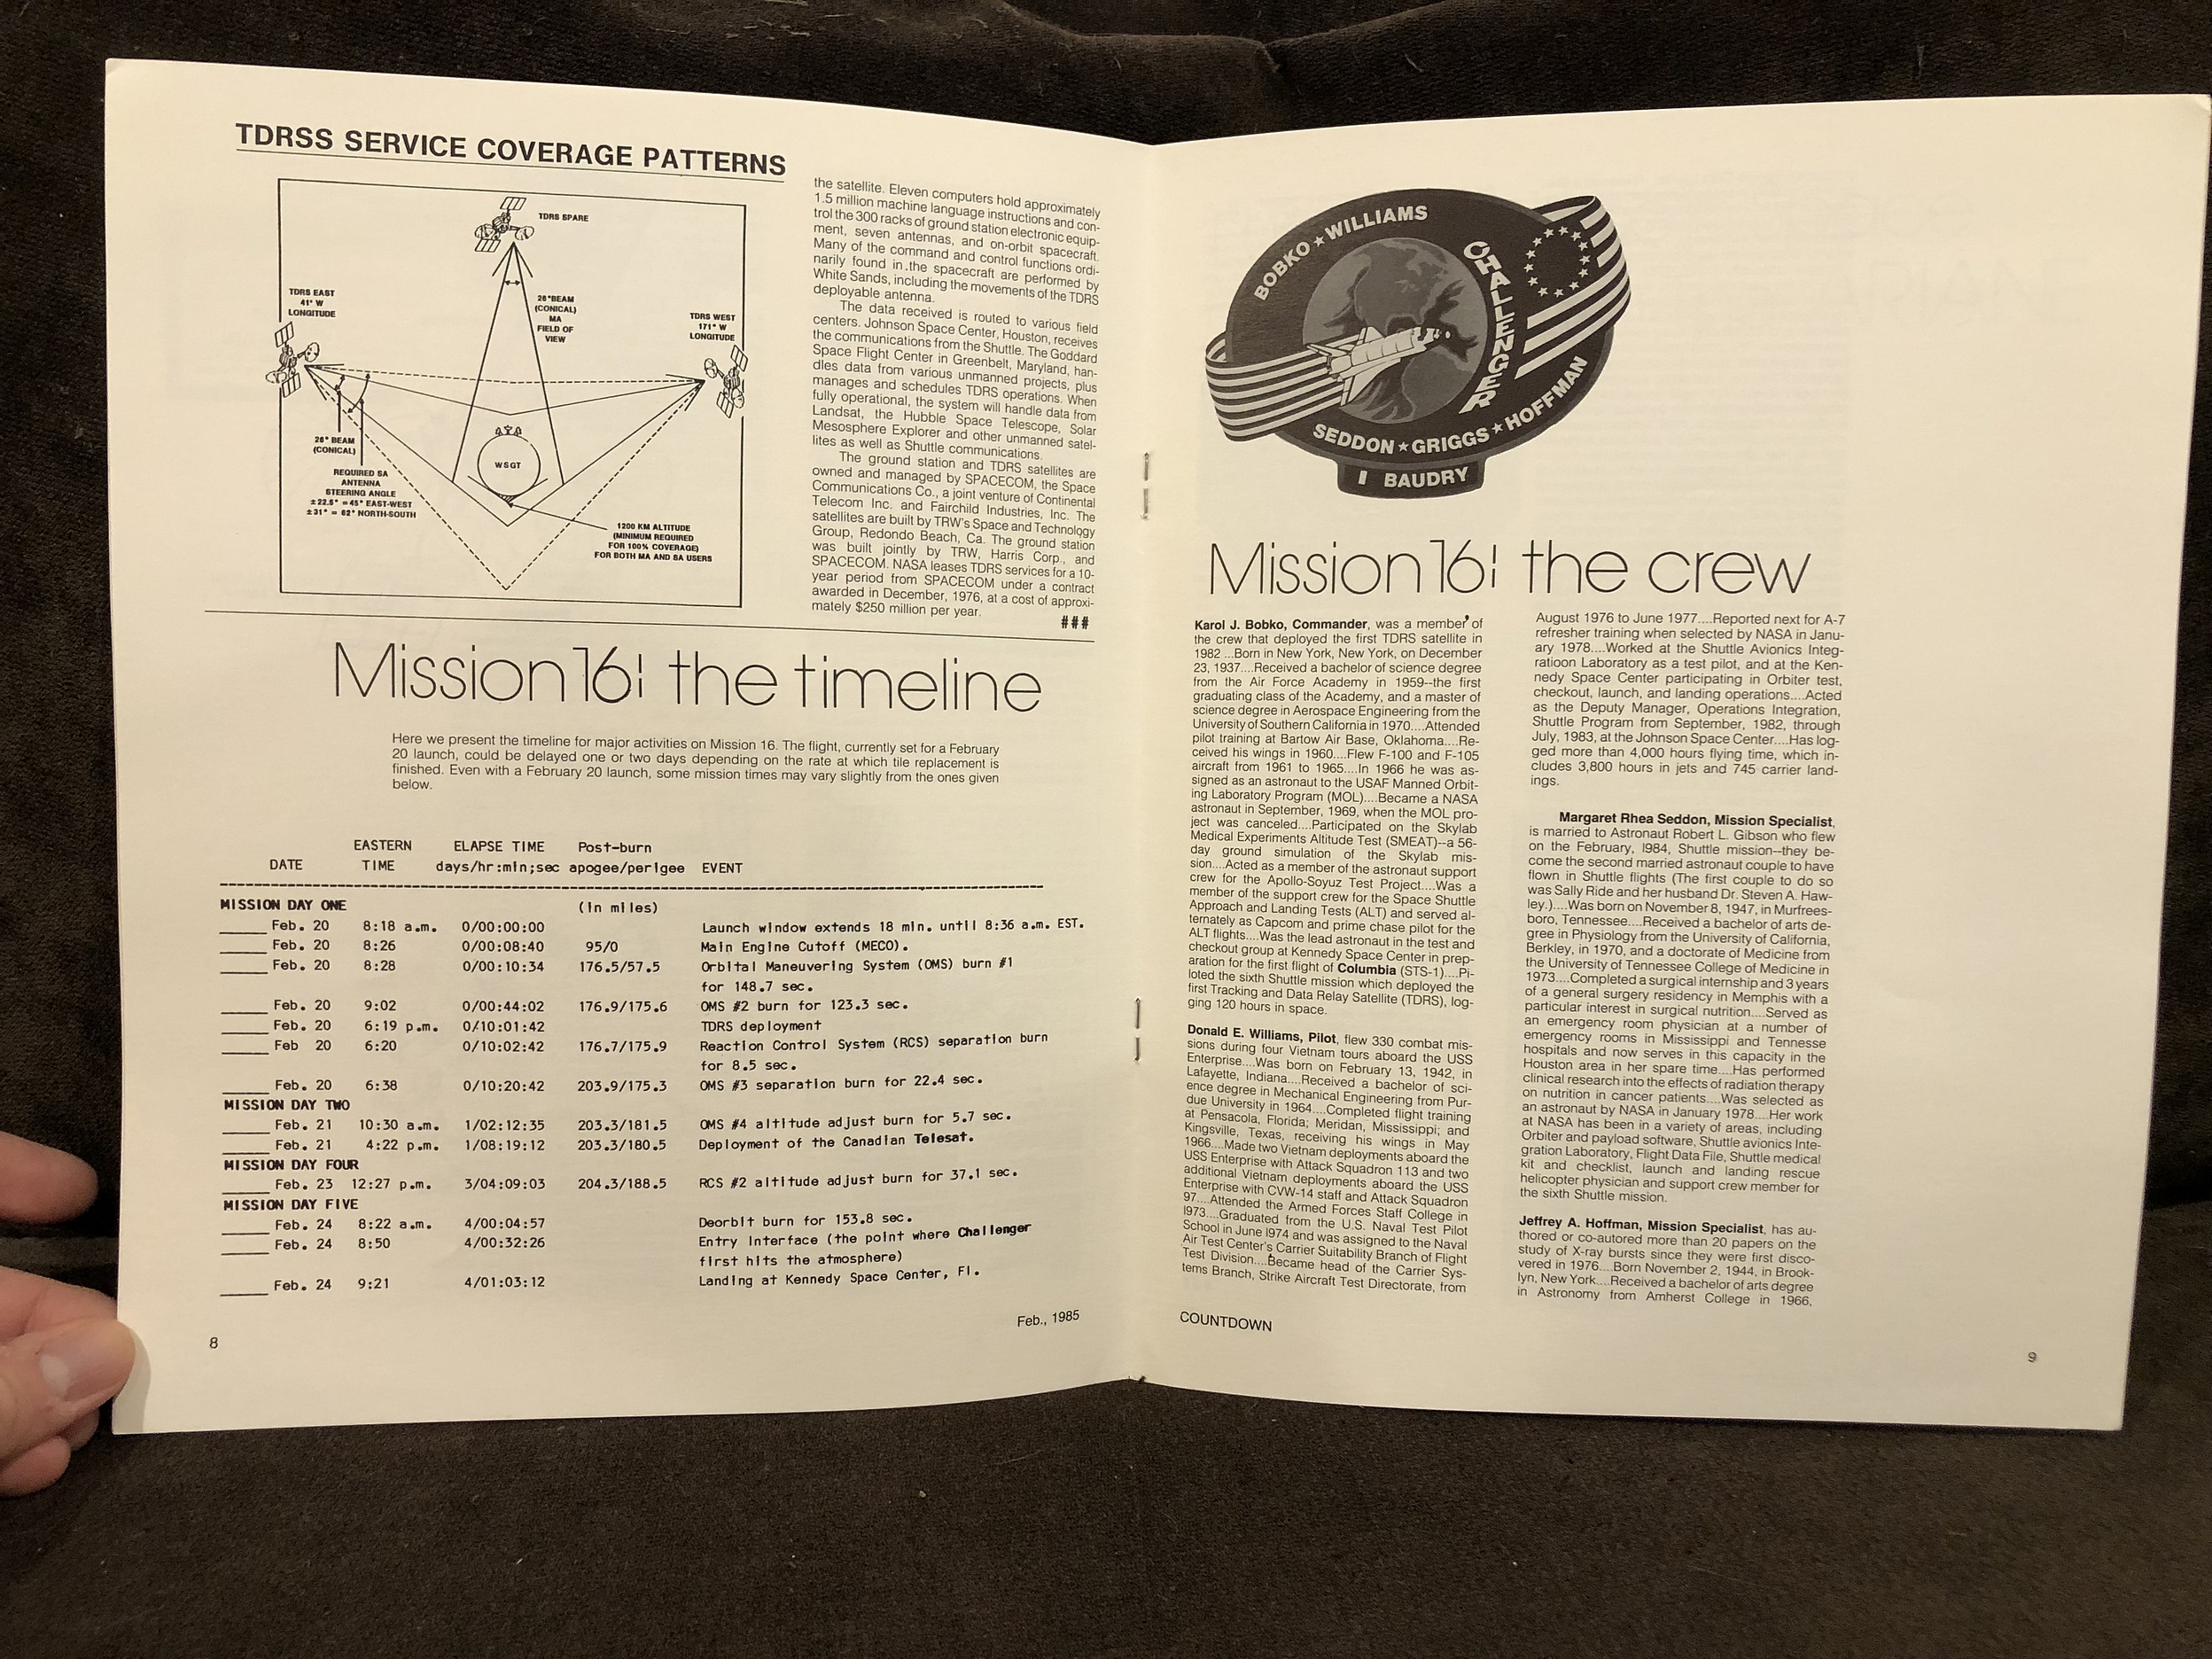 TDRSS SERVICE COVERAGE PATTERNS
TDRS SPARE
TDRS EAST
41° W
LONGITUDE
28° BEAM
(CONICAL)
MA
FIELD OF
VIEW
TDRS WEST
171° W
LONGITUDE
26° BEAM
(CONICAL)
REQUIRED SA
ANTENNA
STEERING ANGLE
±22.5° = 45° EAST-WEST
±31° = 62° NORTH-SOUTH
WSGT
1200 KM ALTITUDE
(MINIMUM REQUIRED
FOR 100% COVERAGE)
FOR BOTH MA AND SA USERS
the satellite. Eleven computers hold approximately
1.5 million machine language instructions and con-
trol the 300 racks of ground station electronic equip-
ment, seven antennas, and on-orbit spacecraft.
Many of the command and control functions ordi-
narily found in the spacecraft are performed by
White Sands, including the movements of the TDRS
deployable antenna.
The data received is routed to various field
centers. Johnson Space Center, Houston, receives
the communications from the Shuttle. The Goddard
Space Flight Center in Greenbelt, Maryland, han-
dles data from various unmanned projects, plus
manages and schedules TDRS operations. When
fully operational, the system will handle data from
Landsat, the Hubble Space Telescope, Solar
Mesosphere Explorer and other unmanned satel-
lites as well as Shuttle communications.
The ground station and TDRS satellites are
owned and managed by SPACECOM, the Space
Communications Co., a joint venture of Continental
Telecom Inc. and Fairchild Industries, Inc. The
satellites are built by TRW's Space and Technology
Group, Redondo Beach, Ca. The ground station
was built jointly by TRW, Harris Corp., and
SPACECOM. NASA leases TDRS services for a 10-
year period from SPACECOM under a contract
awarded in December, 1976, at a cost of approxi-
mately $250 million per year.
###
Mission 16: the timeline
Here we present the timeline for major activities on Mission 16. The flight, currently set for a February
20 launch, could be delayed one or two days depending on the rate at which tile replacement is
finished. Even with a February 20 launch, some mission times may vary slightly from the ones given
below.
EASTERN ELAPSE TIME Post-burn
DATE TIME days/hr:min;sec apogee/perigee EVENT
MISSION DAY ONE (in miles)
Feb. 20 8:18 a.m. 0/00:00:00 Launch window extends 18 min. until 8:36 a.m. EST.
Feb. 20 8:26 0/00:08:40 95/0 Main Engine Cutoff (MECO).
Feb. 20 8:28 0/00:10:34 176.5/57.5 Orbital Maneuvering System (OMS) burn #1
for 148.7 sec.
Feb. 20 9:02 0/00:44:02 176.9/175.6 OMS #2 burn for 123.3 sec.
Feb. 20 6:19 p.m. 0/10:01:42 TDRS deployment
Feb 20 6:20 0/10:02:42 176.7/175.9 Reaction Control System (RCS) separation burn
for 8.5 sec.
Feb. 20 6:38 0/10:20:42 203.9/175.3 OMS #3 separation burn for 22.4 sec.
MISSION DAY TWO
Feb. 21 10:30 a.m. 1/02:12:35 203.3/181.5 OMS #4 altitude adjust burn for 5.7 sec.
Feb. 21 4:22 p.m. 1/08:19:12 203.3/180.5 Deployment of the Canadian Telesat.
MISSION DAY FOUR
Feb. 23 12:27 p.m. 3/04:09:03 204.3/188.5 RCS #2 altitude adjust burn for 37.1 sec.
MISSION DAY FIVE
Feb. 24 8:22 a.m. 4/00:04:57 Deorbit burn for 153.8 sec.
Feb. 24 8:50 4/00:32:26 Entry Interface (the point where Challenger
first hits the atmosphere)
Feb. 24 9:21 4/01:03:12 Landing at Kennedy Space Center, Fl.
Feb., 1985
8
BOBKO ★ WILLIAMS
CHALLENGER
SEDDON ★ GRIGGS ★ HOFFMAN
BAUDRY
Mission 16: the crew
Karol J. Bobko, Commander, was a member of
the crew that deployed the first TDRS satellite in
1982 ...Born in New York, New York, on December
23, 1937....Received a bachelor of science degree
from the Air Force Academy in 1959--the first
graduating class of the Academy, and a master of
science degree in Aerospace Engineering from the
University of Southern California in 1970....Attended
pilot training at Bartow Air Base, Oklahoma....Re-
ceived his wings in 1960....Flew F-100 and F-105
aircraft from 1961 to 1965....In 1966 he was as-
signed as an astronaut to the USAF Manned Orbit-
ing Laboratory Program (MOL)....Became a NASA
astronaut in September, 1969, when the MOL pro-
ject was canceled....Participated on the Skylab
Medical Experiments Altitude Test (SMEAT)--a 56-
day ground simulation of the Skylab mis-
sion....Acted as a member of the astronaut support
crew for the Apollo-Soyuz Test Project....Was a
member of the support crew for the Space Shuttle
Approach and Landing Tests (ALT) and served al-
ternately as Capcom and prime chase pilot for the
ALT flights....Was the lead astronaut in the test and
checkout group at Kennedy Space Center in prep-
aration for the first flight of Columbia (STS-1)....Pi-
loted the sixth Shuttle mission which deployed the
first Tracking and Data Relay Satellite (TDRS), log-
ging 120 hours in space.
Donald E. Williams, Pilot, flew 330 combat mis-
sions during four Vietnam tours aboard the USS
Enterprise....Was born on February 13, 1942, in
Lafayette, Indiana....Received a bachelor of sci-
ence degree in Mechanical Engineering from Pur-
due University in 1964....Completed flight training
at Pensacola, Florida; Meridan, Mississippi; and
Kingsville, Texas, receiving his wings in May
1966....Made two Vietnam deployments aboard the
USS Enterprise with Attack Squadron 113 and two
additional Vietnam deployments aboard the USS
Enterprise with CVW-14 staff and Attack Squadron
97....Attended the Armed Forces Staff College in
l973....Graduated from the U.S. Naval Test Pilot
School in June l974 and was assigned to the Naval
Air Test Center's Carrier Suitability Branch of Flight
Test Division....Became head of the Carrier Sys-
tems Branch, Strike Aircraft Test Directorate, from
August 1976 to June 1977....Reported next for A-7
refresher training when selected by NASA in Janu-
ary 1978....Worked at the Shuttle Avionics Integ-
ratioon Laboratory as a test pilot, and at the Ken-
nedy Space Center participating in Orbiter test,
checkout, launch, and landing operations....Acted
as the Deputy Manager, Operations Integration,
Shuttle Program from September, 1982, through
July, 1983, at the Johnson Space Center....Has log-
ged more than 4,000 hours flying time, which in-
cludes 3,800 hours in jets and 745 carrier land-
ings.
Margaret Rhea Seddon, Mission Specialist,
is married to Astronaut Robert L. Gibson who flew
on the February, l984, Shuttle mission--they be-
come the second married astronaut couple to have
flown in Shuttle flights (The first couple to do so
was Sally Ride and her husband Dr. Steven A. Haw-
ley.)....Was born on November 8, 1947, in Murfrees-
boro, Tennessee....Received a bachelor of arts de-
gree in Physiology from the University of California,
Berkley, in 1970, and a doctorate of Medicine from
the University of Tennessee College of Medicine in
1973....Completed a surgical internship and 3 years
of a general surgery residency in Memphis with a
particular interest in surgical nutrition....Served as
an emergency room physician at a number of
emergency rooms in Mississippi and Tennesse
hospitals and now serves in this capacity in the
Houston area in her spare time....Has performed
clinical research into the effects of radiation therapy
on nutrition in cancer patients....Was selected as
an astronaut by NASA in January 1978....Her work
at NASA has been in a variety of areas, including
Orbiter and payload software, Shuttle avionics Inte-
gration Laboratory, Flight Data File, Shuttle medical
kit and checklist, launch and landing rescue
helicopter physician and support crew member for
the sixth Shuttle mission.
Jeffrey A. Hoffman, Mission Specialist, has au-
thored or co-autored more than 20 papers on the
study of X-ray bursts since they were first disco-
vered in 1976....Born November 2, 1944, in Brook-
lyn, New York....Received a bachelor of arts degree
in Astronomy from Amherst College in 1966,
COUNTDOWN
9